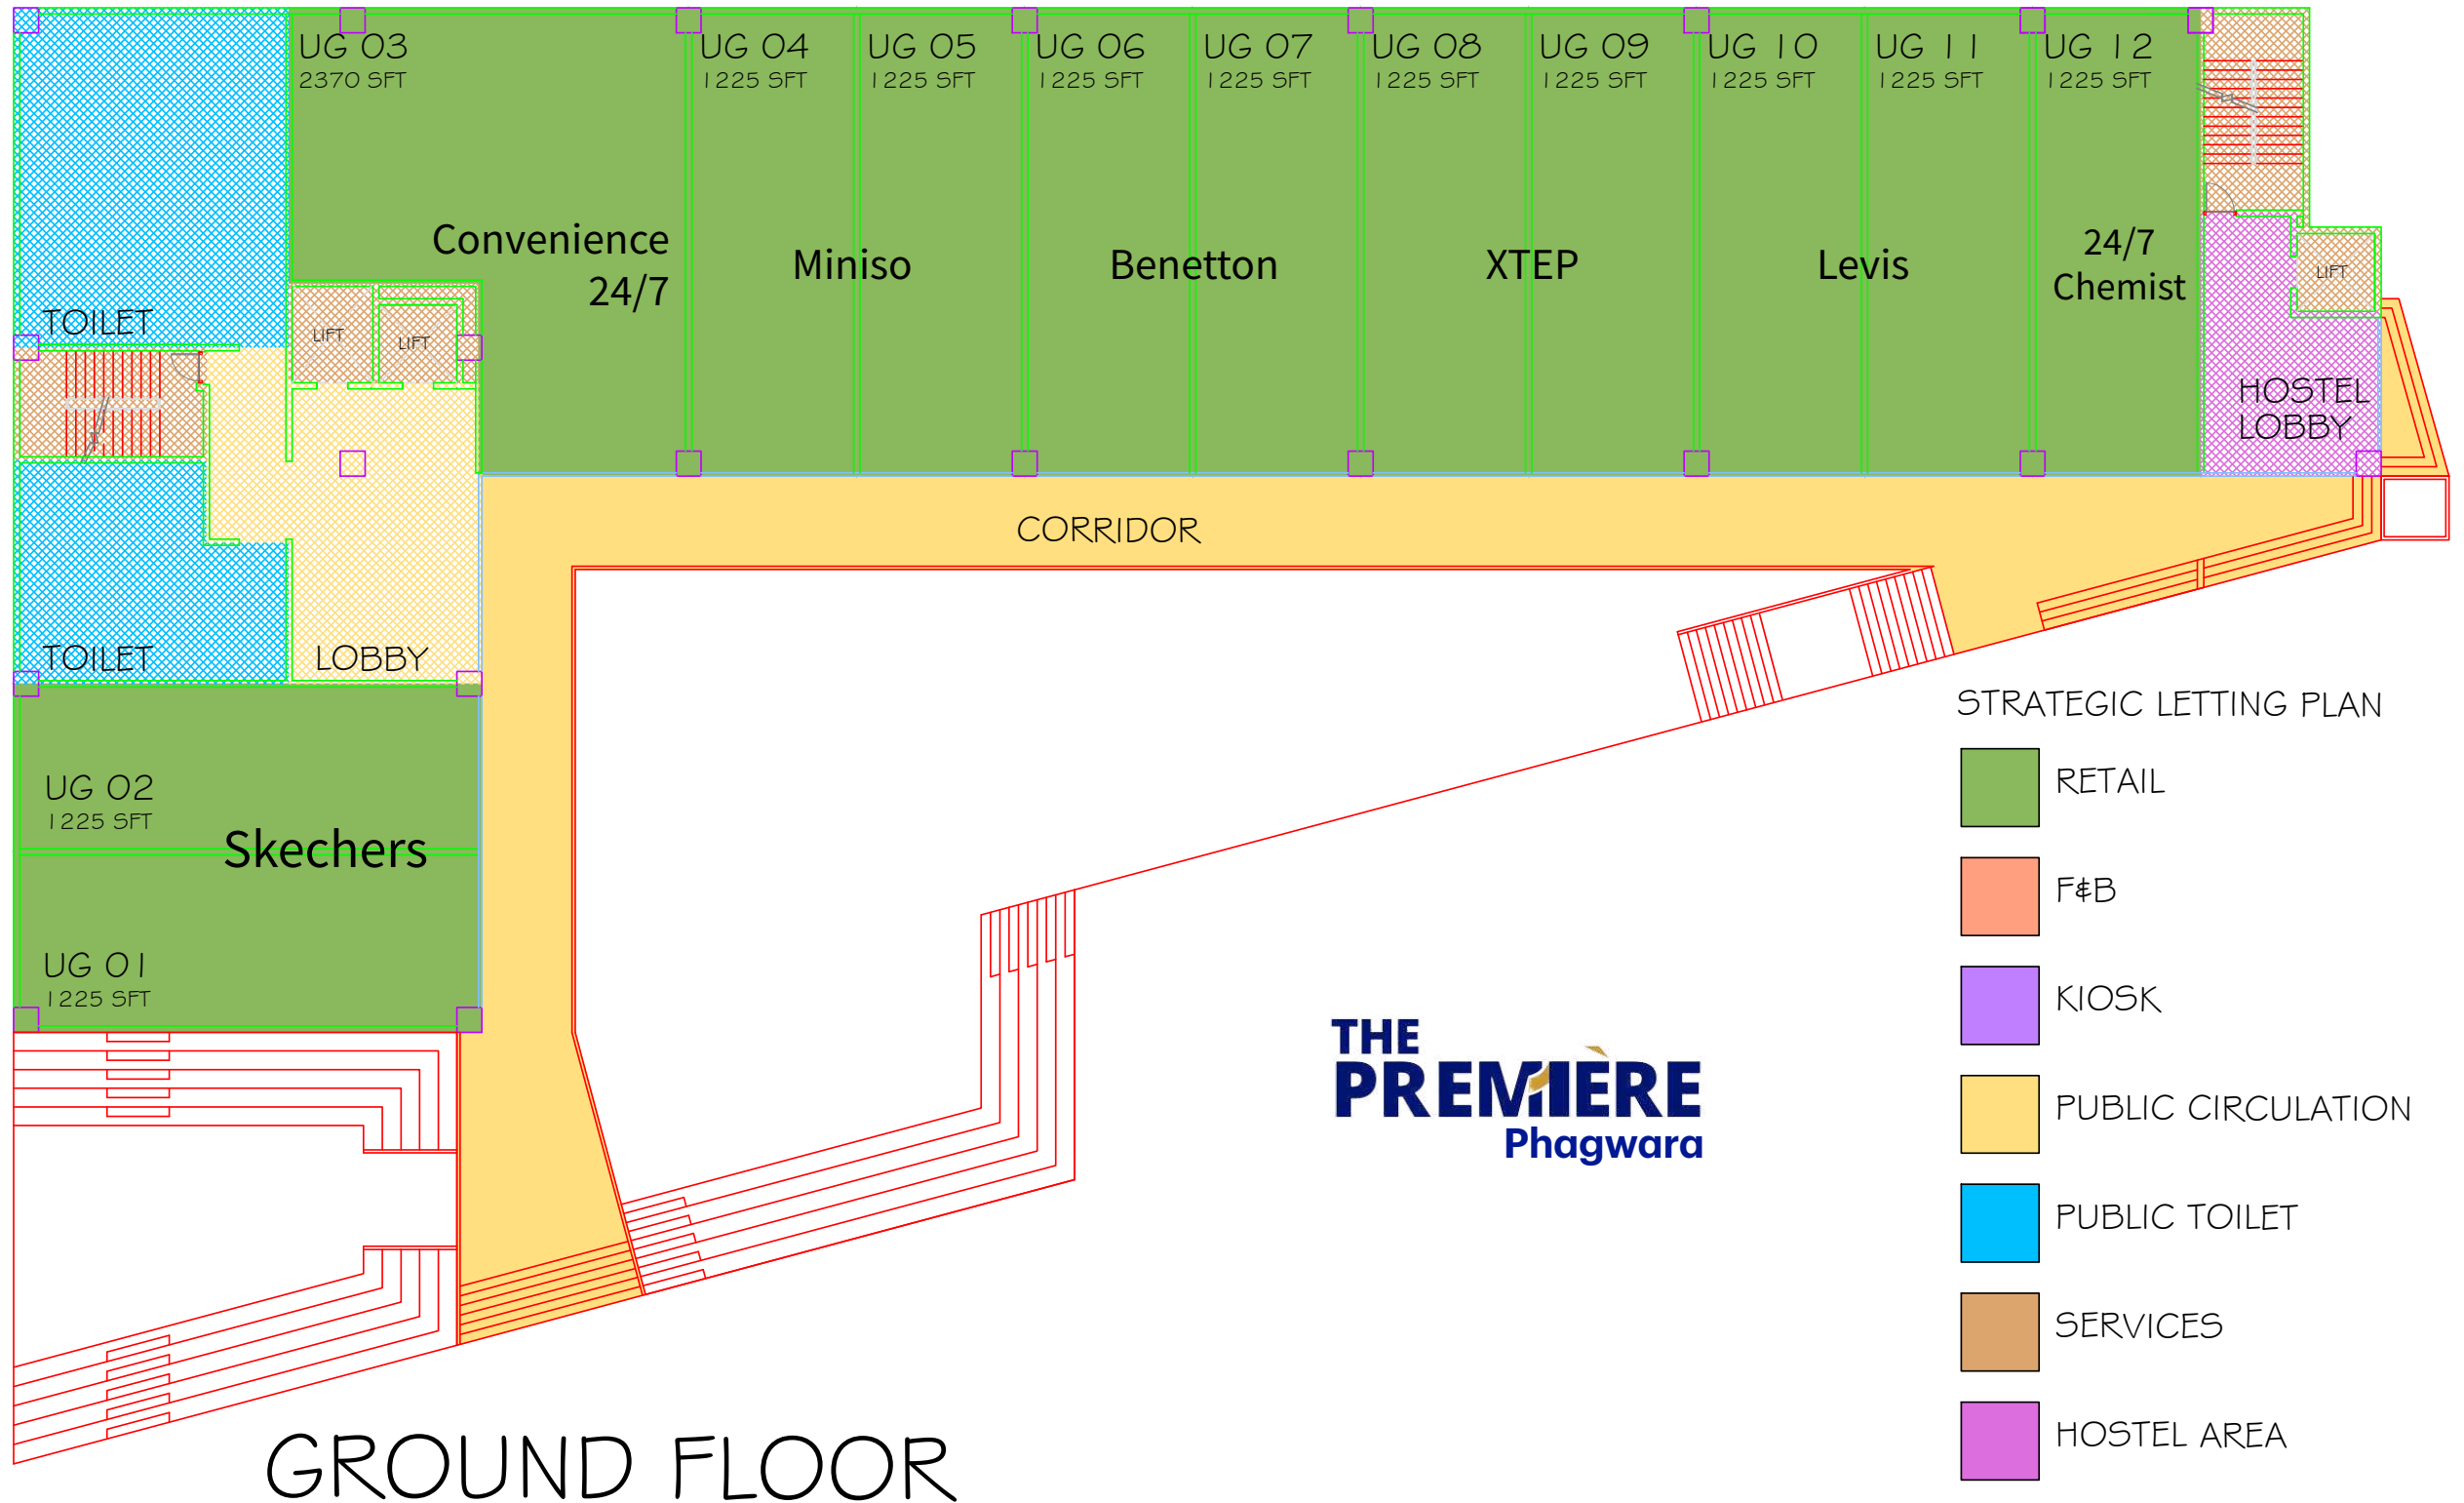 UG 03
2370 SFT
UG 04
1225 SFT
UG 05
1225 SFT
UG 06
1225 SFT
UG 07
1225 SFT
UG 08
1225 SFT
UG 09
1225 SFT
UG 10
1225 SFT
UG 11
1225 SFT
UG 12
1225 SFT
Convenience
24/7
Miniso
Benetton
XTEP
Levis
24/7
Chemist
LIFT
TOILET
LIFT
LIFT
HOSTEL
LOBBY
CORRIDOR
TOILET
LOBBY
UG 02
1225 SFT
Skechers
UG 01
1225 SFT
STRATEGIC LETTING PLAN
RETAIL
F&B
KIOSK
PUBLIC CIRCULATION
PUBLIC TOILET
SERVICES
HOSTEL AREA
THE
PREMIÈRE
Phagwara
GROUND FLOOR